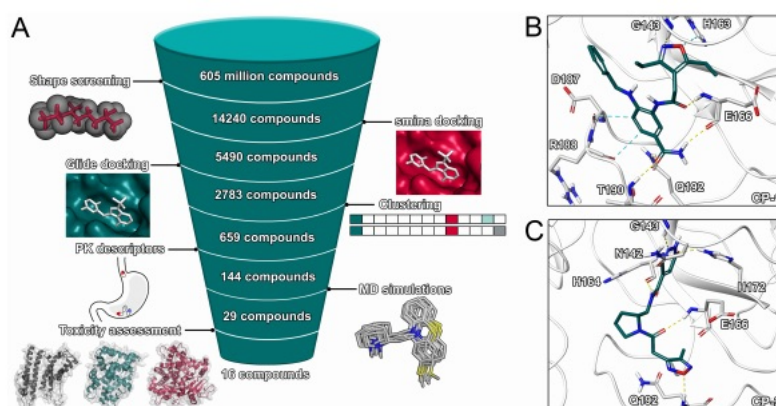 A
605 million compounds
Shape screening
14240 compounds
smina docking
5490 compounds
Glide docking
2783 compounds
Clustering
659 compounds
PK descriptors
144 compounds
MD simulations
29 compounds
Toxicity assessment
16 compounds
B
G143
H163
D187
E166
R188
T190
Q192
C
G143
N142
H164
H172
E166
Q192